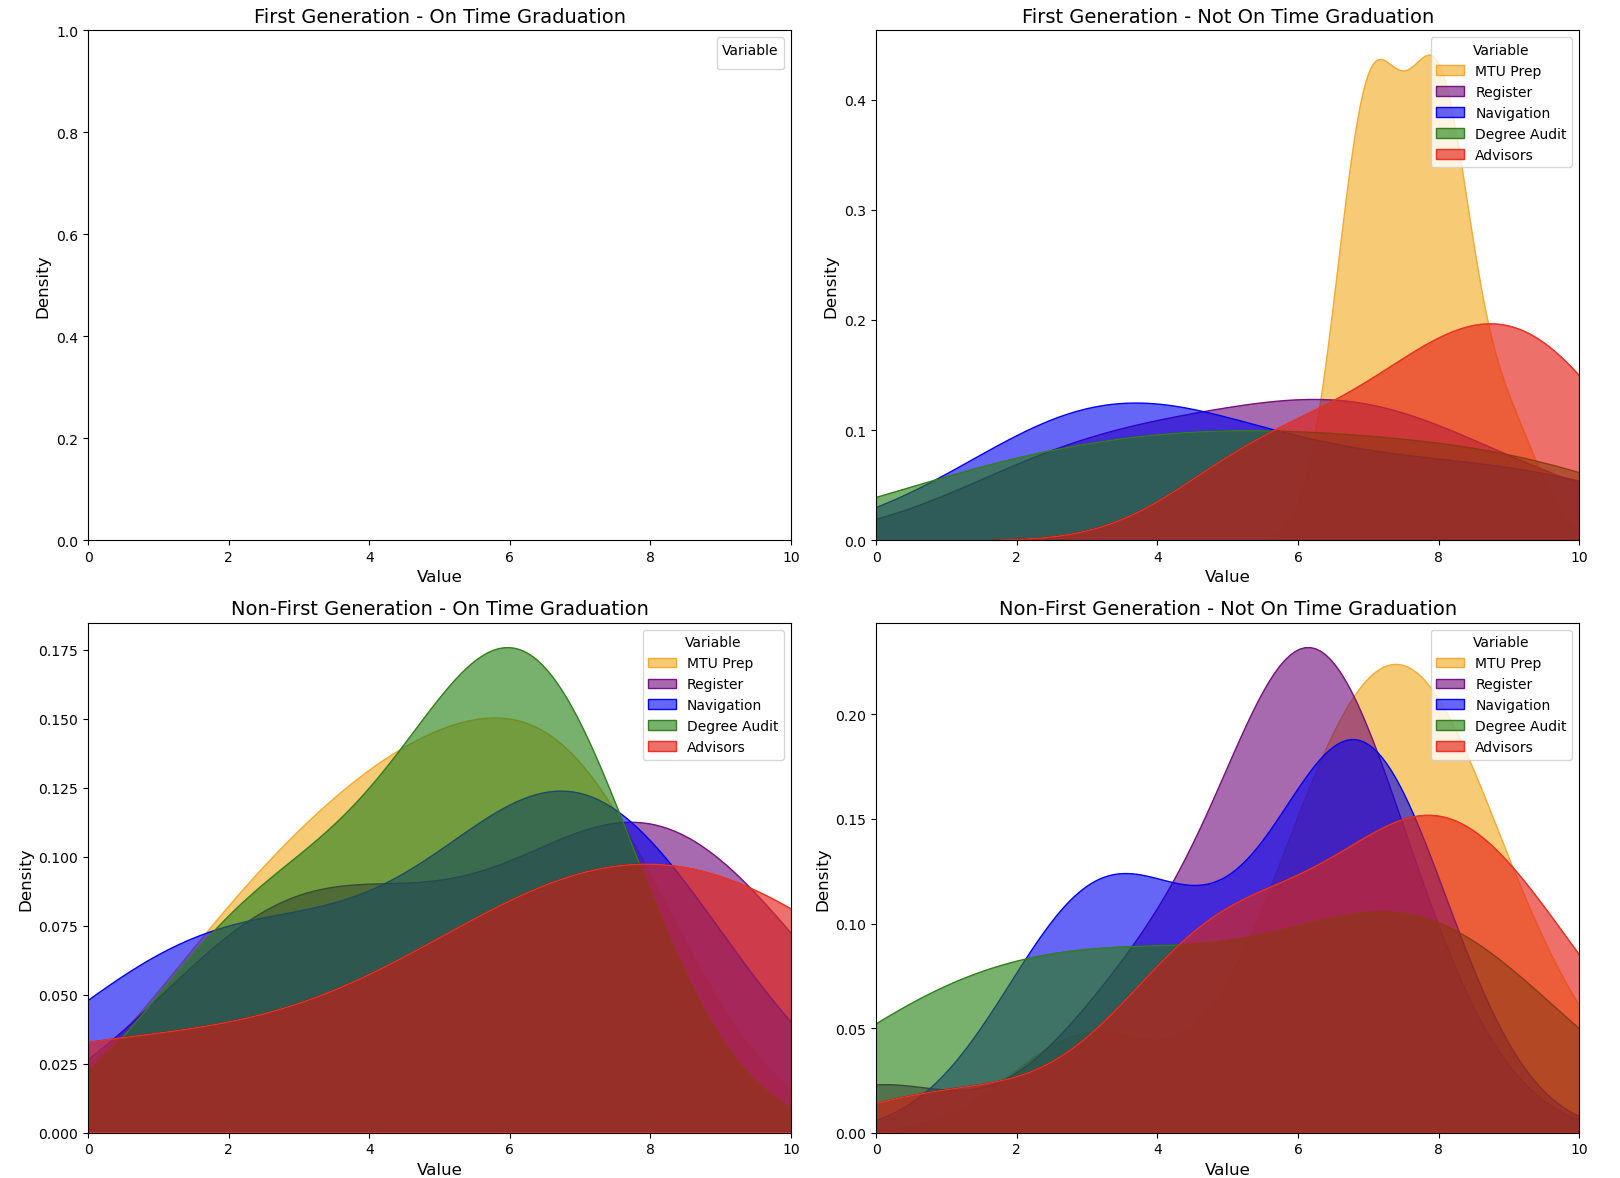 First Generation - On Time Graduation
1.0
0.8
0.6
0.4
0.2
0.0
Density
Variable
0 2 4 6 8 10
Value
First Generation - Not On Time Graduation
0.4
0.3
0.2
0.1
0.0
Density
Variable
MTU Prep
Register
Navigation
Degree Audit
Advisors
0 2 4 6 8 10
Value
Non-First Generation - On Time Graduation
0.175
0.150
0.125
0.100
0.075
0.050
0.025
0.000
Density
Variable
MTU Prep
Register
Navigation
Degree Audit
Advisors
0 2 4 6 8 10
Value
Non-First Generation - Not On Time Graduation
0.20
0.15
0.10
0.05
0.00
Density
Variable
MTU Prep
Register
Navigation
Degree Audit
Advisors
0 2 4 6 8 10
Value